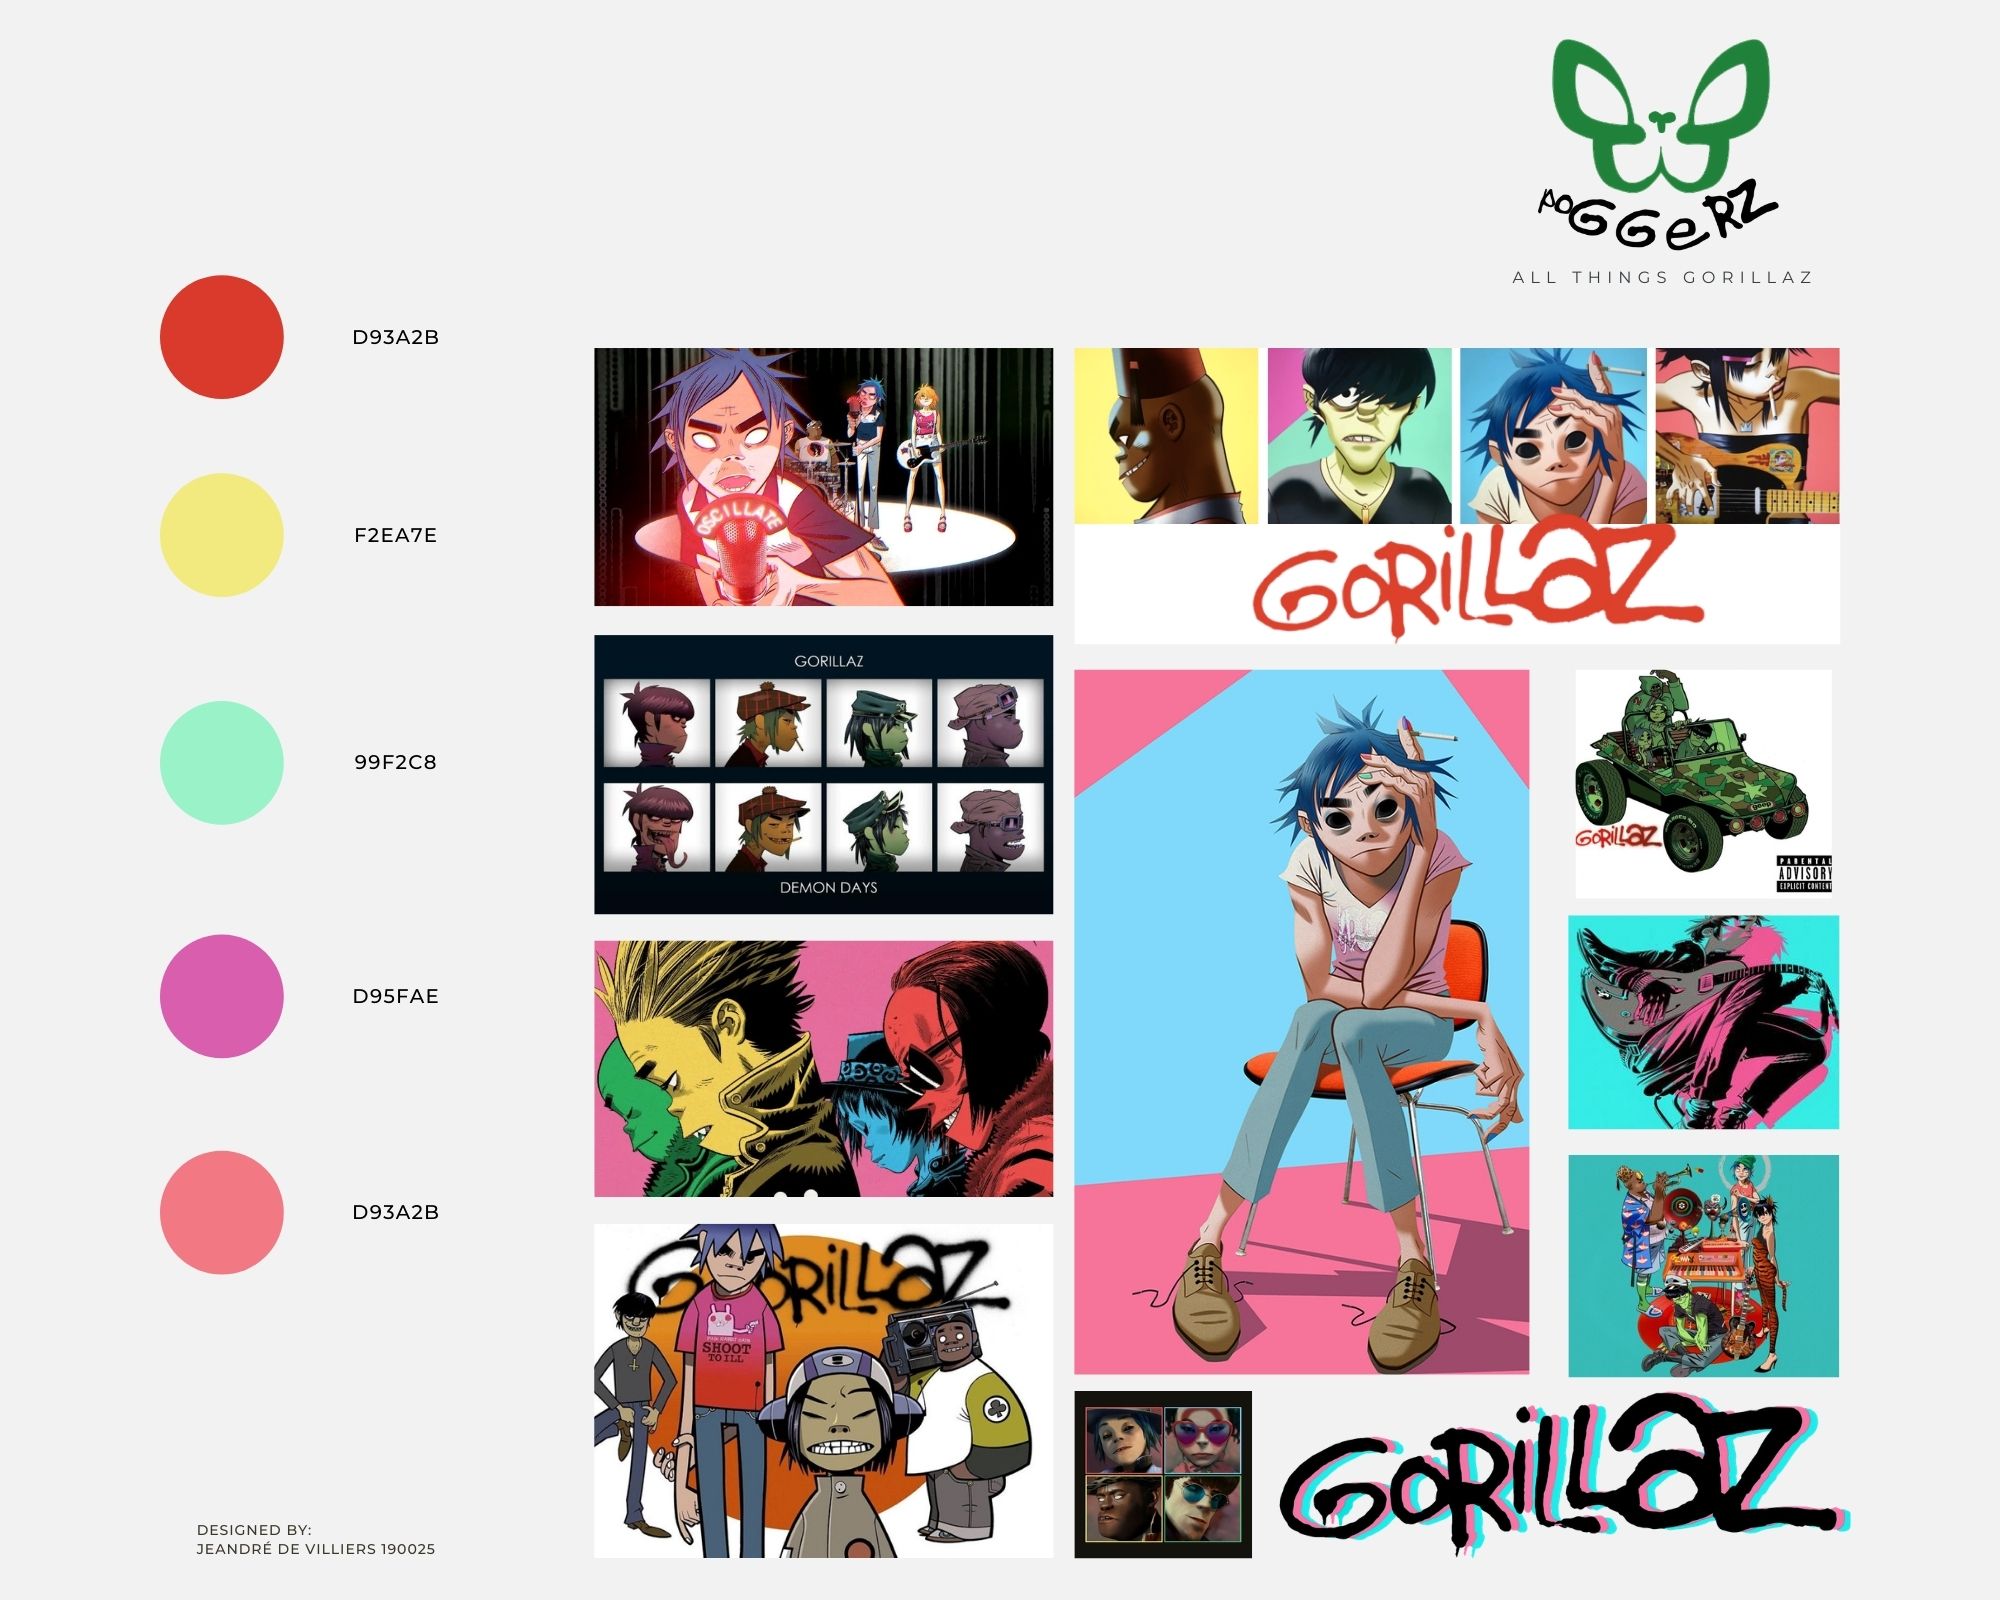 POGGERZ
ALL THINGS GORILLAZ
D93A2B
F2EA7E
99F2C8
D95FAE
D93A2B
OSCILLATE
GORILLAZ
DEMON DAYS
GORILLAZ
SHOOT
TO ILL
GORILLAZ
GORILLAZ
geep
PARENTAL
ADVISORY
EXPLICIT CONTENT
GORILLAZ
DESIGNED BY:
JEANDRÉ DE VILLIERS 190025